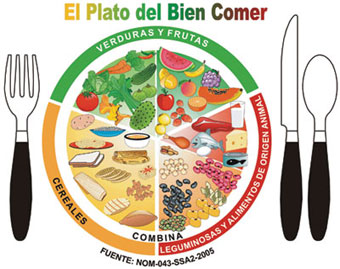 El Plato del Bien Comer
VERDURAS Y FRUTAS
CEREALES
LEGUMINOSAS Y ALIMENTOS DE ORIGEN ANIMAL
COMBINA
FUENTE: NOM-043-SSA2-2005